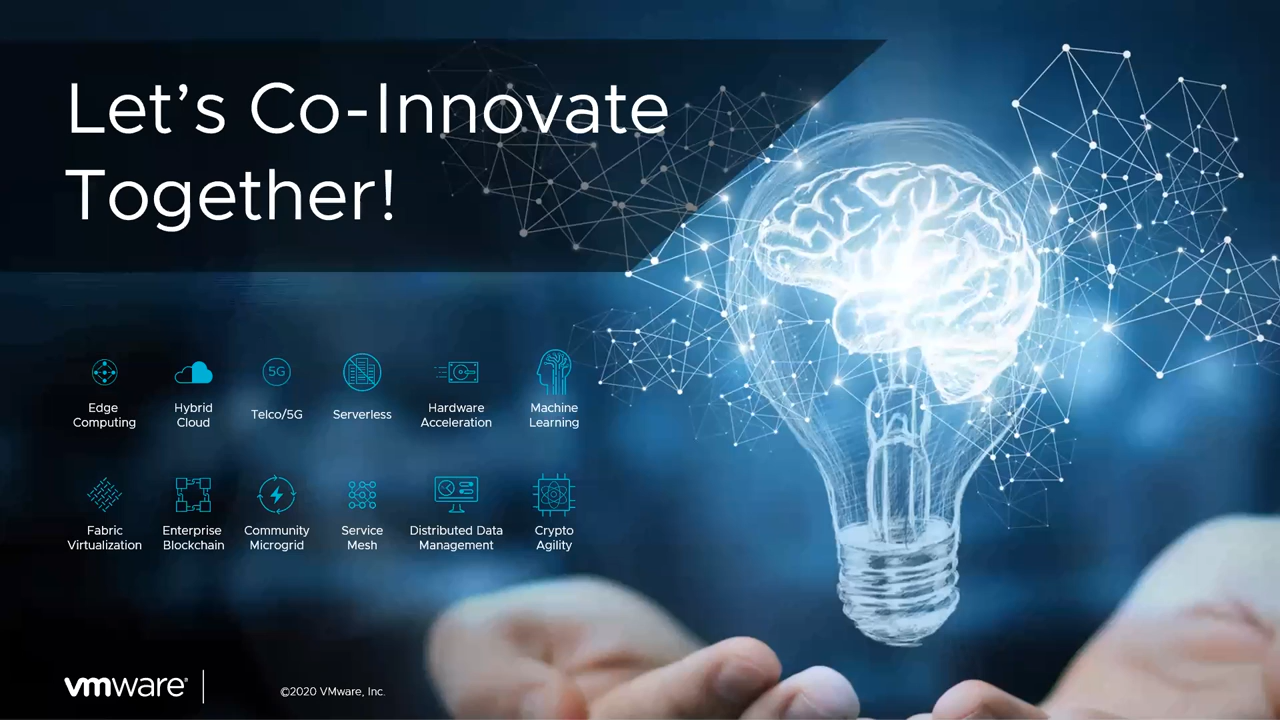 Let's Co-Innovate
Together!
Edge
Computing
Hybrid
Cloud
5G
Telco/5G
Serverless
Hardware
Acceleration
Machine
Learning
Fabric
Virtualization
Enterprise
Blockchain
Community
Microgrid
Service
Mesh
Distributed Data
Management
Crypto
Agility
vmware®
©2020 VMware, Inc.